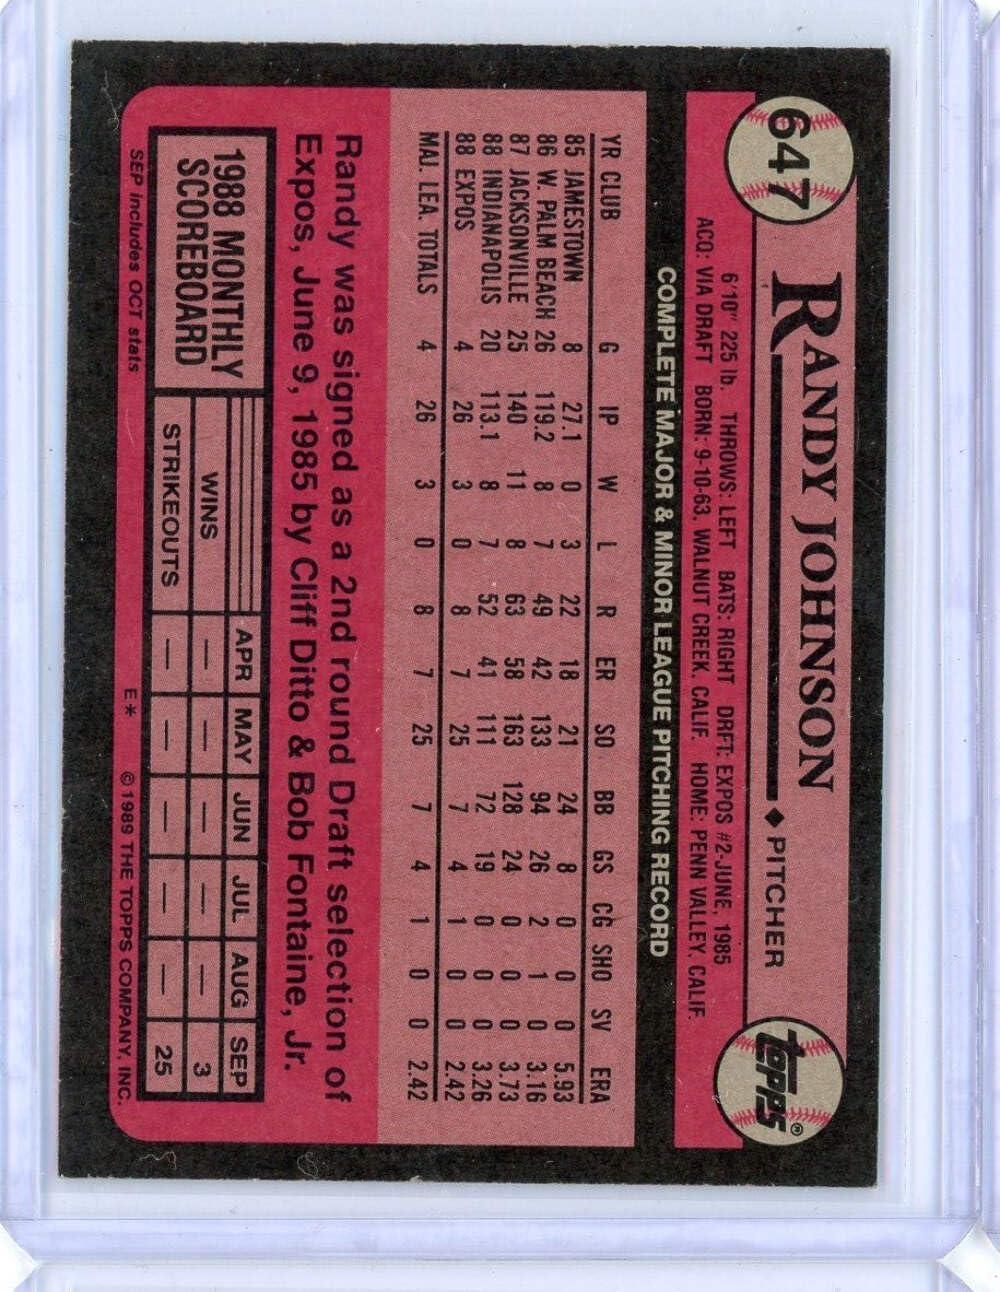 647
RANDY JOHNSON
◆ PITCHER
TOPPS®
6'10" 225 lb. THROWS: LEFT BATS: RIGHT DRFT: EXPOS #2-JUNE, 1985
ACQ: VIA DRAFT BORN: 9-10-63, WALNUT CREEK, CALIF. HOME: PENN VALLEY, CALIF.
COMPLETE MAJOR & MINOR LEAGUE PITCHING RECORD
YR CLUB G IP W L R ER SO BB GS CG SHO SV ERA
85 JAMESTOWN 8 27.1 0 3 22 18 21 24 8 0 0 0 5.93
86 W. PALM BEACH 26 119.2 8 7 49 42 133 94 26 2 1 0 3.16
87 JACKSONVILLE 25 140 11 8 63 58 163 128 24 0 0 0 3.73
88 INDIANAPOLIS 20 113.1 8 7 52 41 111 72 19 0 0 0 3.26
88 EXPOS 4 26 3 0 8 7 25 7 4 1 0 0 2.42
MAJ. LEA. TOTALS 4 26 3 0 8 7 25 7 4 1 0 0 2.42
Randy was signed as a 2nd round Draft selection of
Expos, June 9, 1985 by Cliff Ditto & Bob Fontaine, Jr.
1988 MONTHLY
SCOREBOARD
APR MAY JUN JUL AUG SEP
WINS — — — — — 3
STRIKEOUTS — — — — — 25
SEP includes OCT stats
E*
© 1989 THE TOPPS COMPANY, INC.